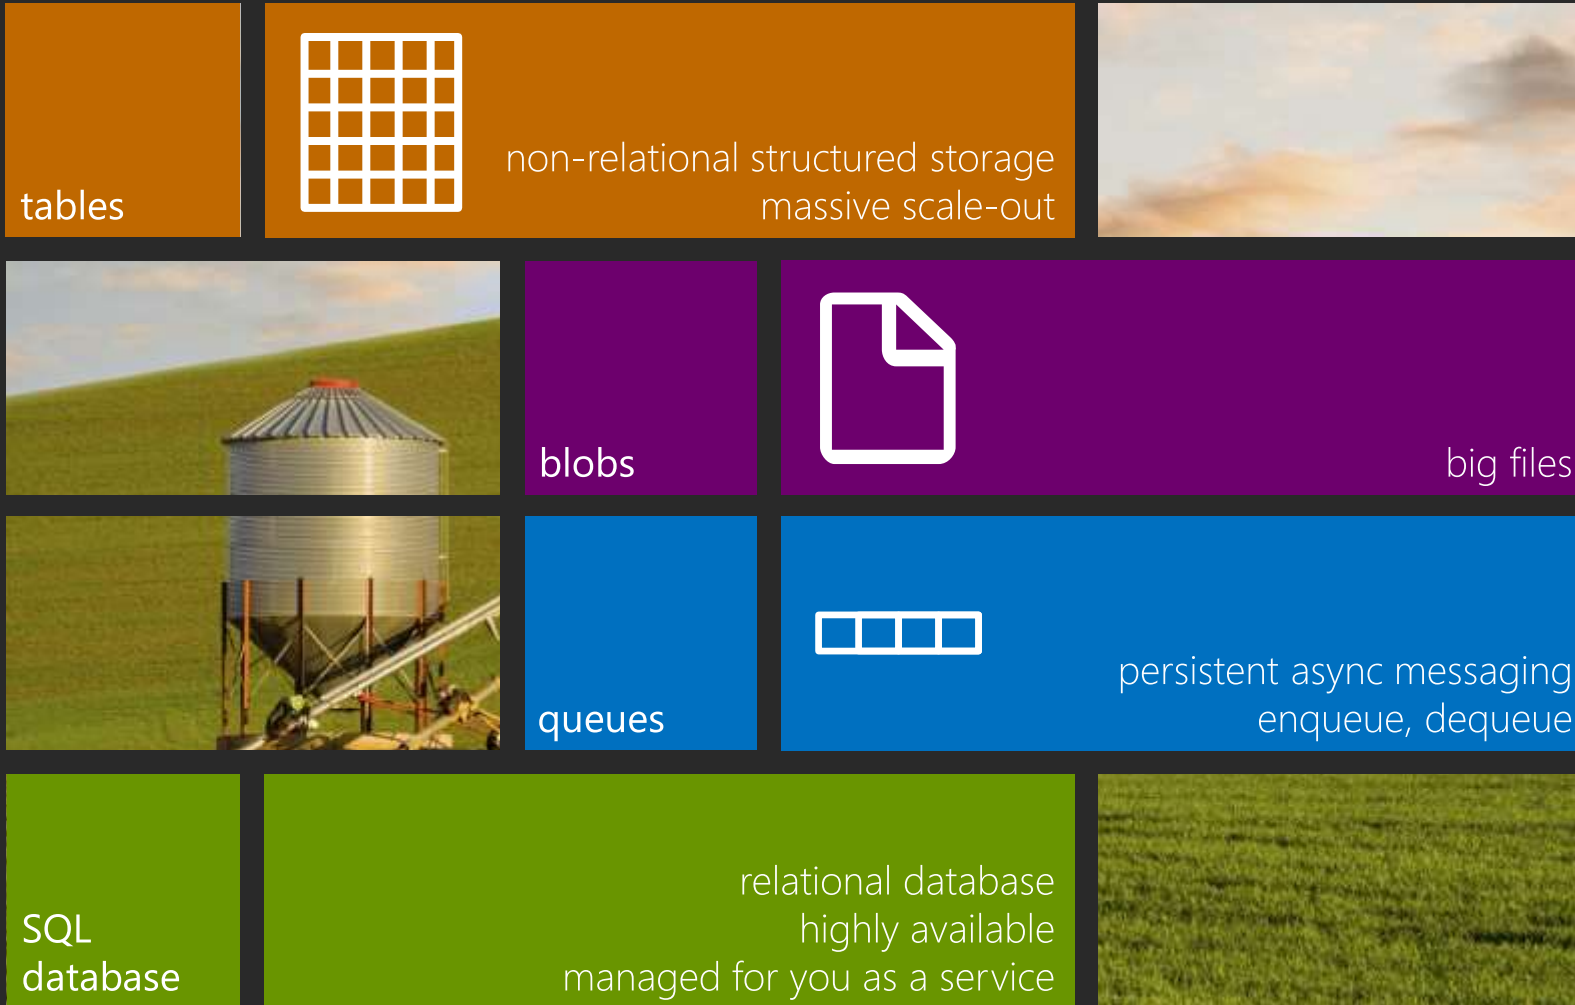 tables
non-relational structured storage
massive scale-out
blobs
big files
queues
persistent async messaging
enqueue, dequeue
SQL
database
relational database
highly available
managed for you as a service